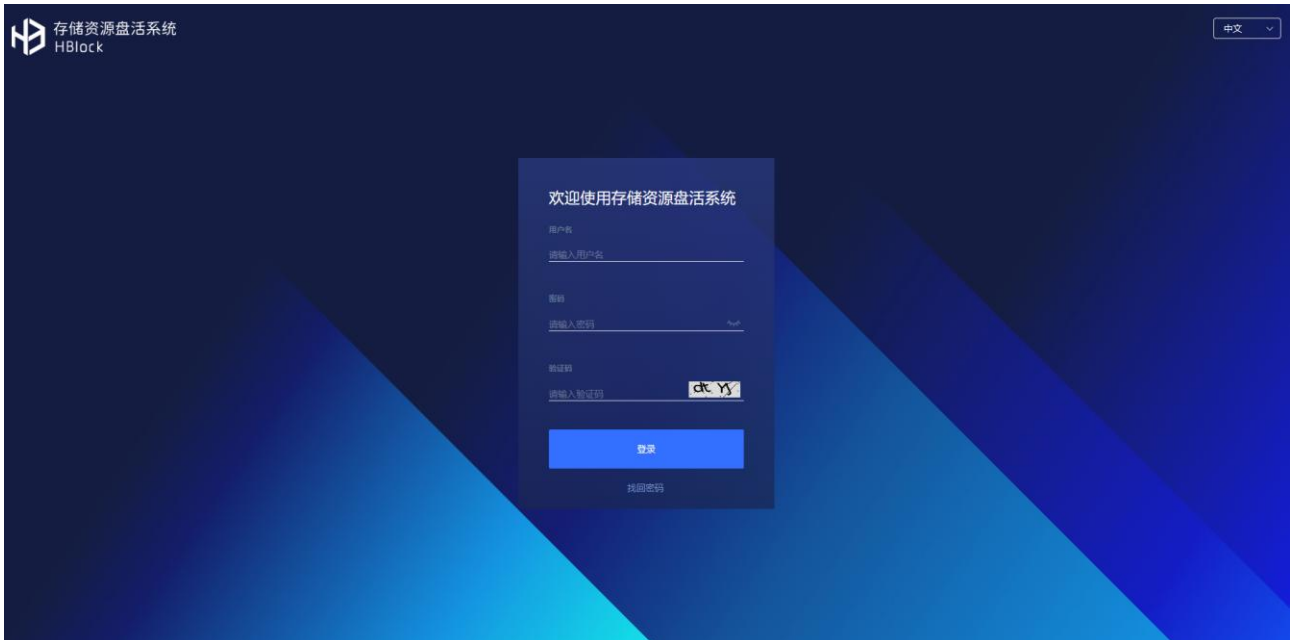 存储资源盘活系统
HBlock
中文
欢迎使用存储资源盘活系统
用户名
请输入用户名
密码
请输入密码
验证码
请输入验证码
登录
找回密码